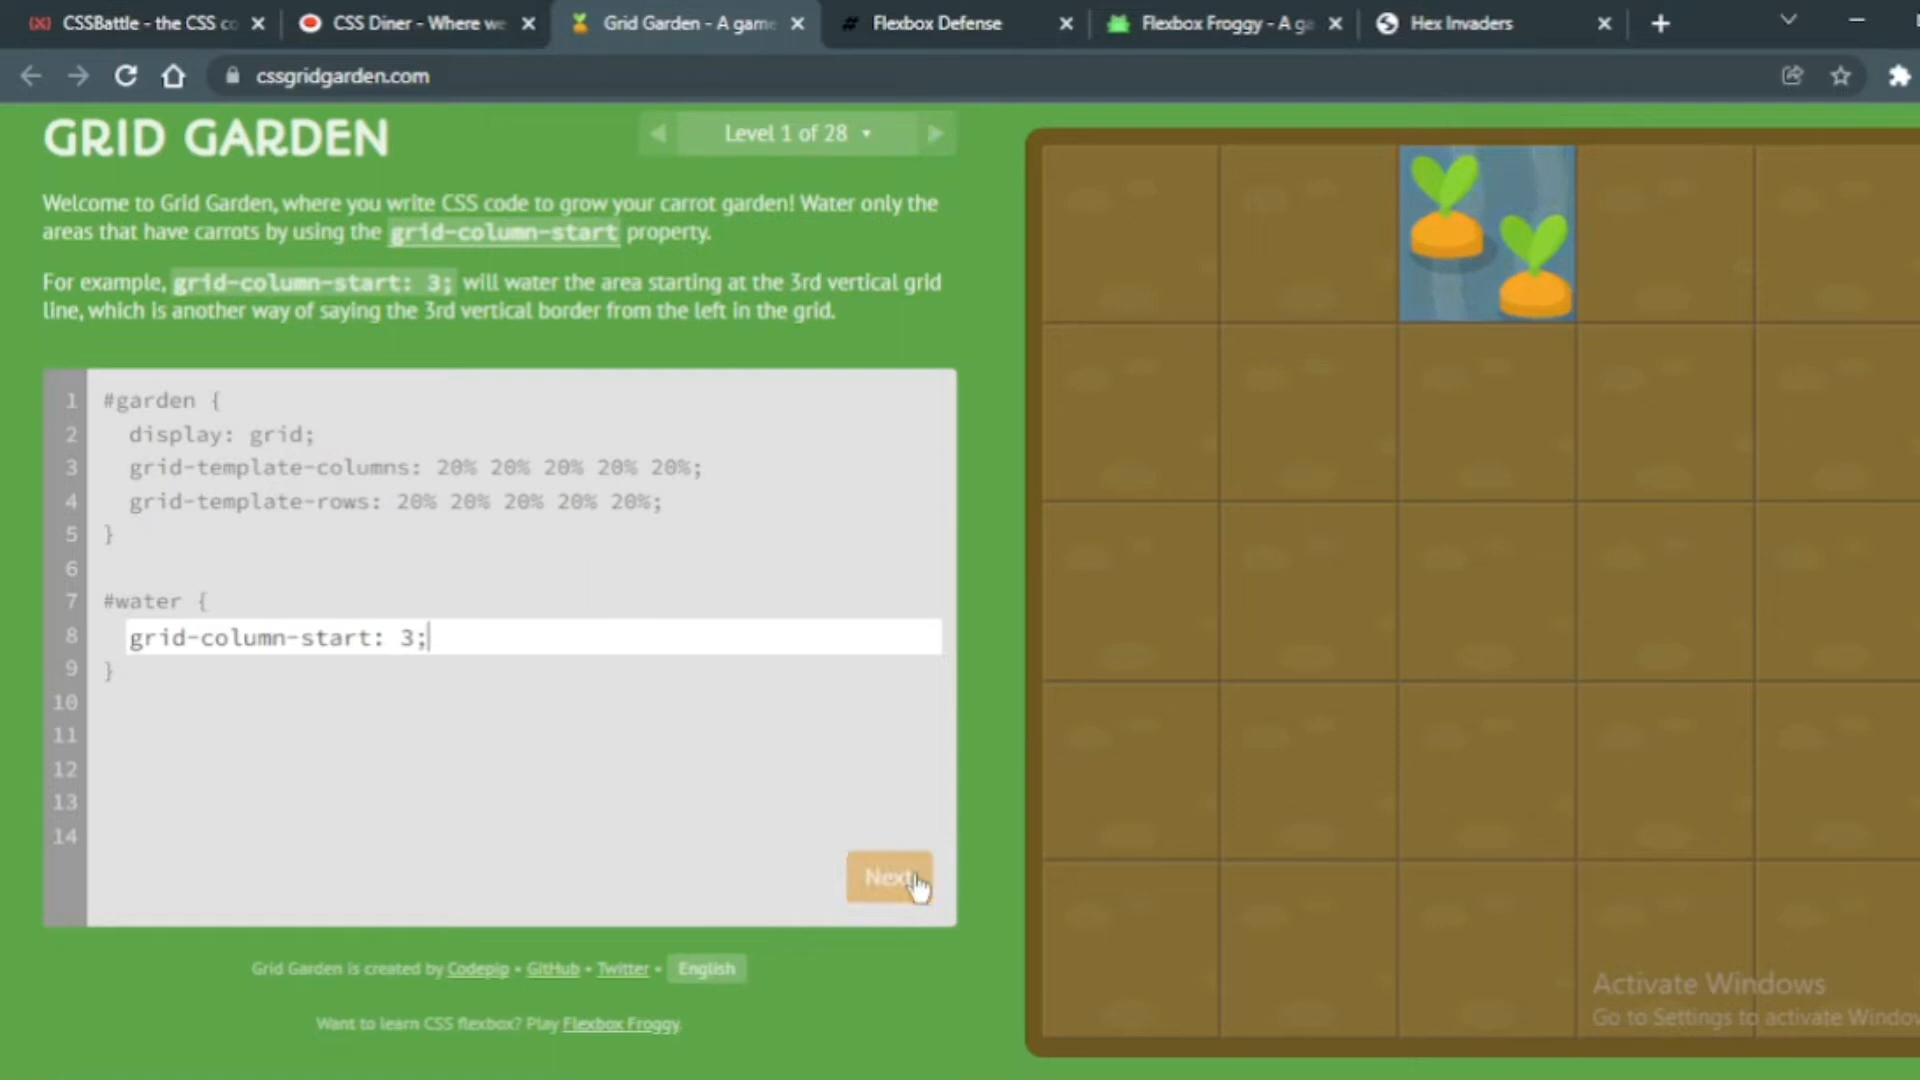 CSSBattle - the CSS co
CSS Diner - Where we
Grid Garden - A game
Flexbox Defense
Flexbox Froggy - A ga
Hex Invaders
cssgridgarden.com
GRID GARDEN
Level 1 of 28
Welcome to Grid Garden, where you write CSS code to grow your carrot garden! Water only the
areas that have carrots by using the grid-column-start property.
For example, grid-column-start: 3; will water the area starting at the 3rd vertical grid
line, which is another way of saying the 3rd vertical border from the left in the grid.
1 #garden {
2 display: grid;
3 grid-template-columns: 20% 20% 20% 20% 20%;
4 grid-template-rows: 20% 20% 20% 20% 20%;
5 }
6
7 #water {
8 grid-column-start: 3;
9 }
10
11
12
13
14
Next
Grid Garden is created by Codepip • GitHub • Twitter • English
Want to learn CSS flexbox? Play Flexbox Froggy.
Activate Windows
Go to Settings to activate Window